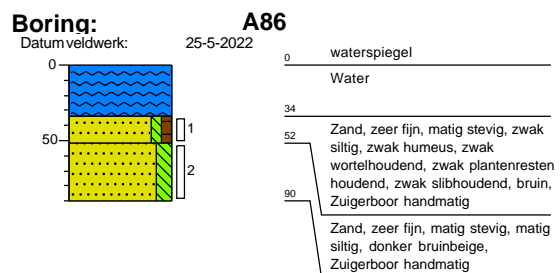 Boring: A86
Datum veldwerk: 25-5-2022
0
50
1
2
0 waterspiegel
Water
34
Zand, zeer fijn, matig stevig, zwak
52
siltig, zwak humeus, zwak
wortelhoudend, zwak plantenresten
houdend, zwak slibhoudend, bruin,
Zuigerboor handmatig
90
Zand, zeer fijn, matig stevig, matig
siltig, donker bruinbeige,
Zuigerboor handmatig